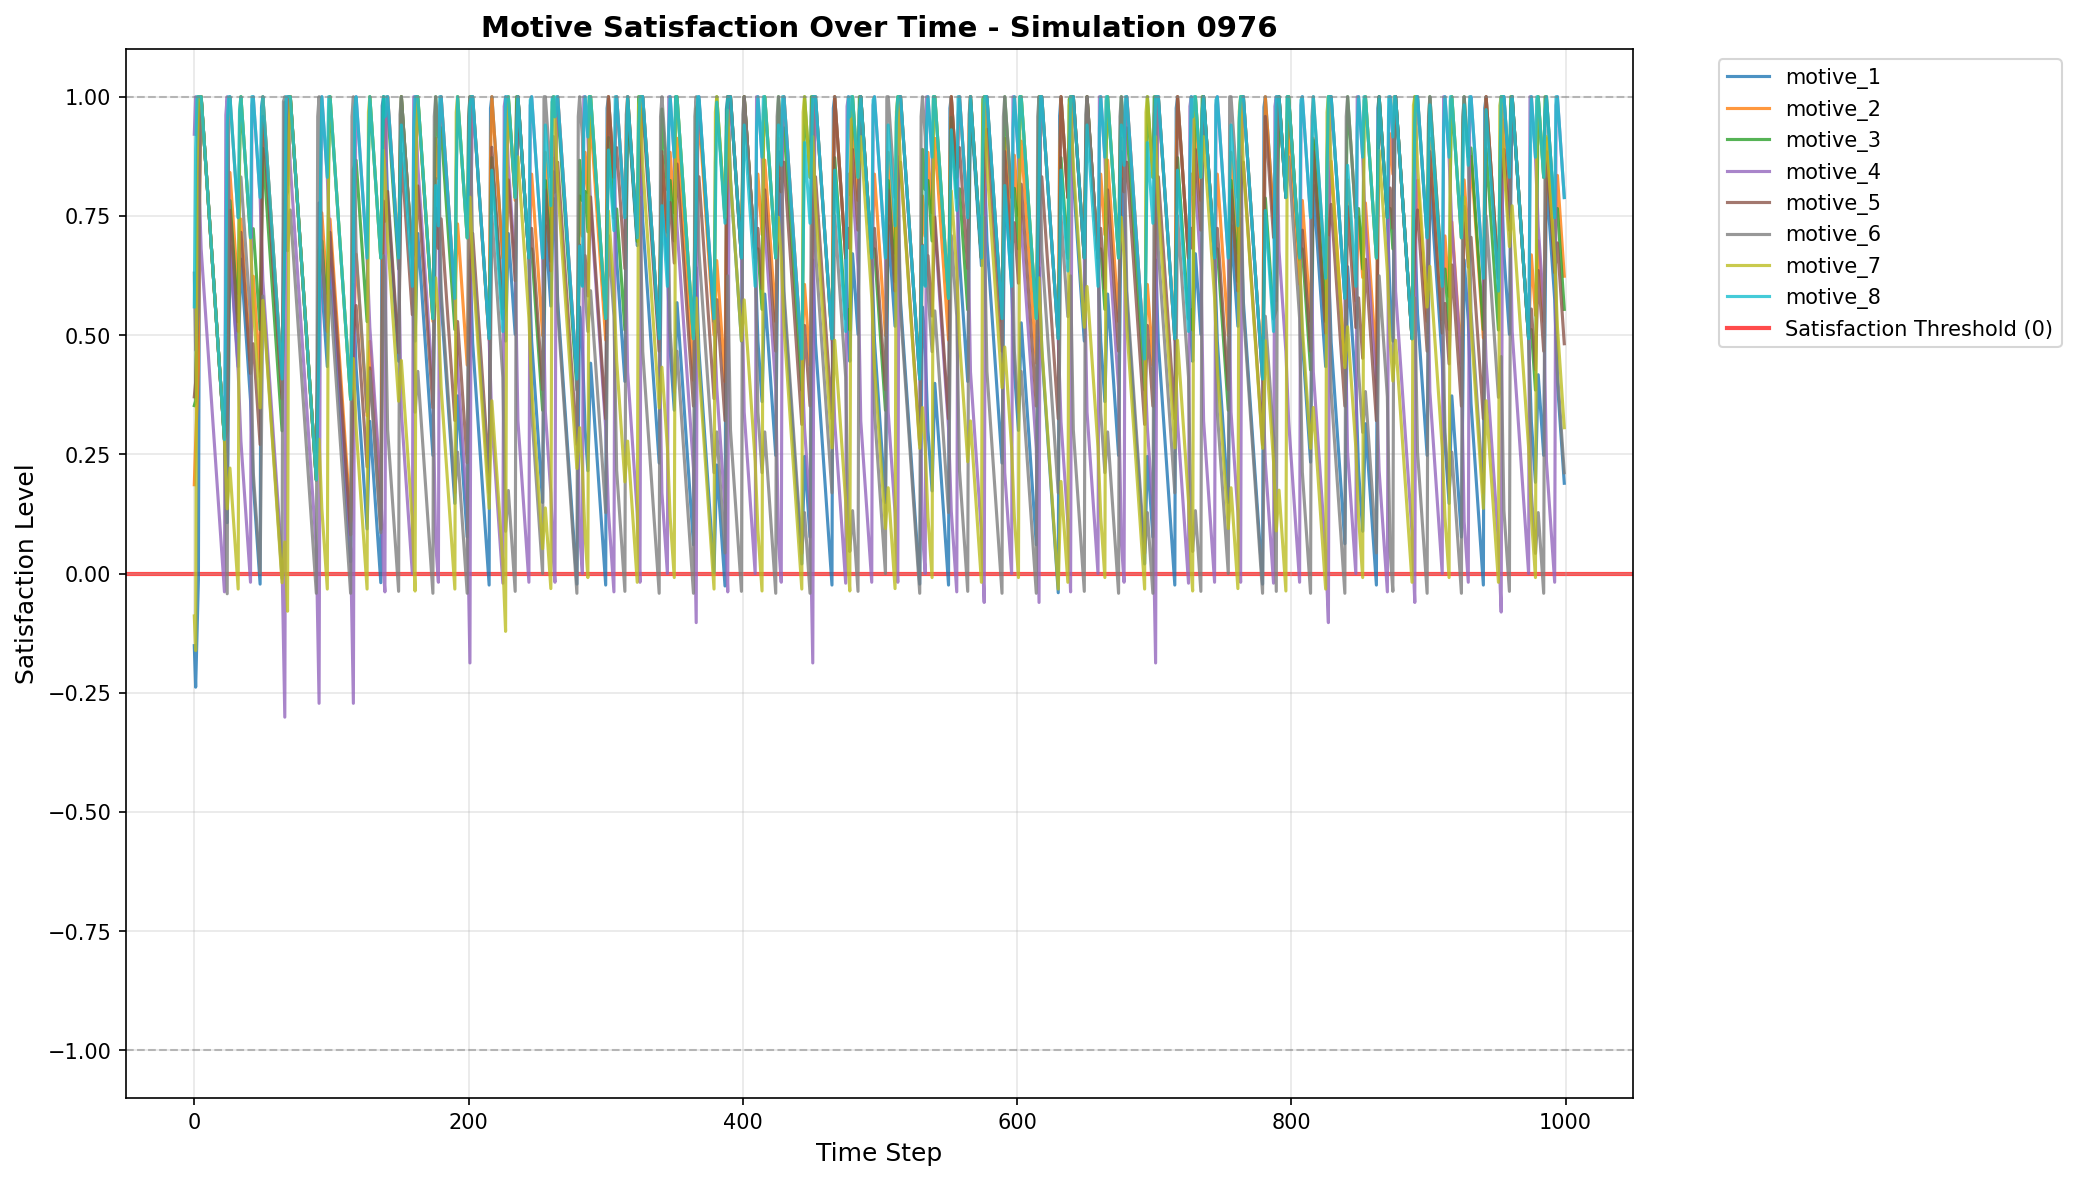 Motive Satisfaction Over Time - Simulation 0976
Satisfaction Level
1.00
0.75
0.50
0.25
0.00
−0.25
−0.50
−0.75
−1.00
0
200
400
600
800
1000
Time Step
motive_1
motive_2
motive_3
motive_4
motive_5
motive_6
motive_7
motive_8
Satisfaction Threshold (0)